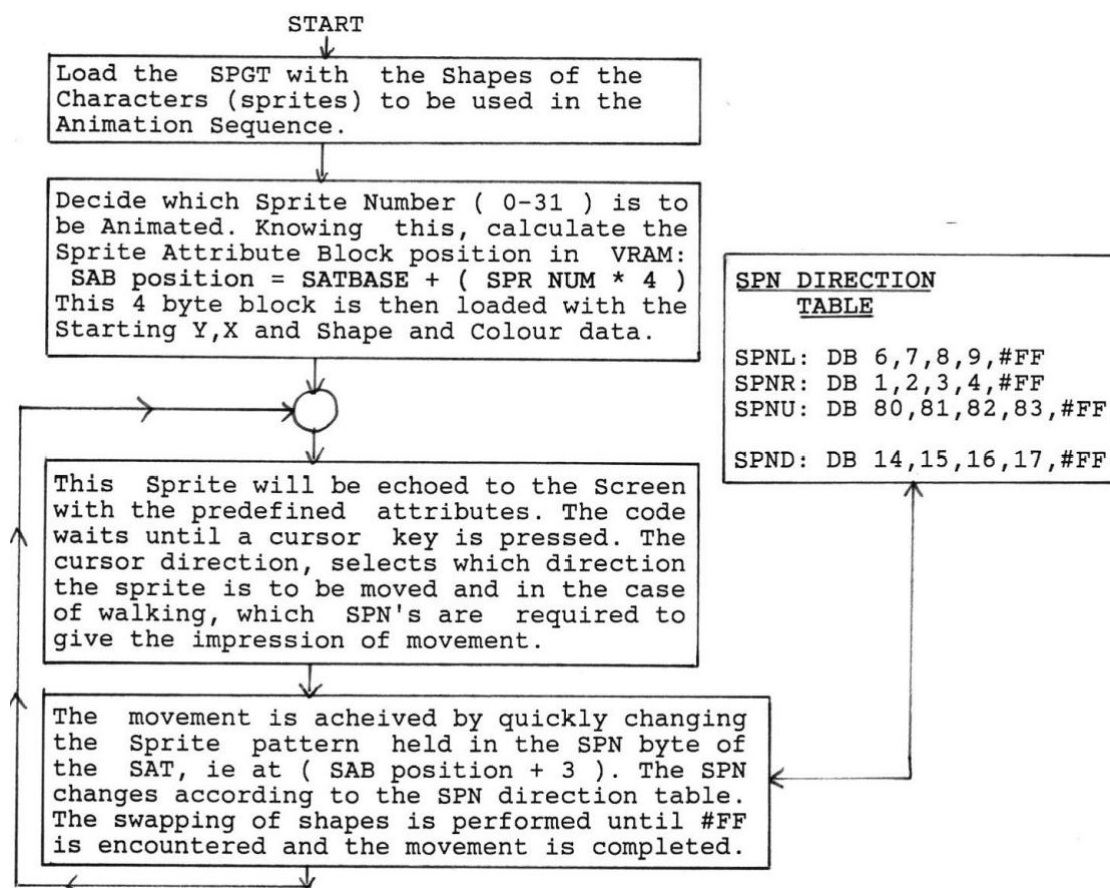 START
Load the SPGT with the Shapes of the
Characters (sprites) to be used in the
Animation Sequence.
Decide which Sprite Number ( 0-31 ) is to
be Animated. Knowing this, calculate the
Sprite Attribute Block position in VRAM:
SAB position = SATBASE + ( SPR NUM * 4 )
This 4 byte block is then loaded with the
Starting Y,X and Shape and Colour data.
This Sprite will be echoed to the Screen
with the predefined attributes. The code
waits until a cursor key is pressed. The
cursor direction, selects which direction
the sprite is to be moved and in the case
of walking, which SPN's are required to
give the impression of movement.
The movement is acheived by quickly changing
the Sprite pattern held in the SPN byte of
the SAT, ie at ( SAB position + 3 ). The SPN
changes according to the SPN direction table.
The swapping of shapes is performed until #FF
is encountered and the movement is completed.
SPN DIRECTION
TABLE
SPNL: DB 6,7,8,9,#FF
SPNR: DB 1,2,3,4,#FF
SPNU: DB 80,81,82,83,#FF
SPND: DB 14,15,16,17,#FF